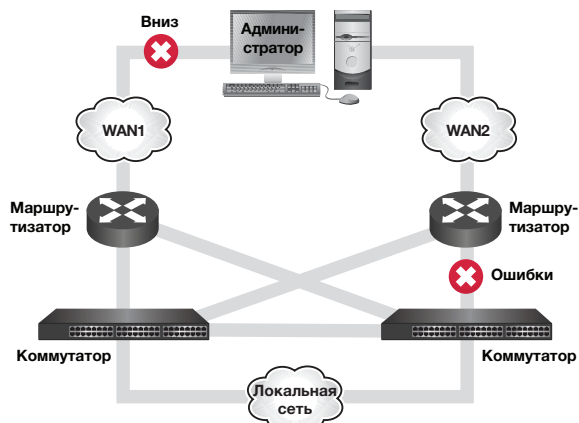 Вниз
Админи-
стратор
WAN1
WAN2
Маршру-
тизатор
Маршру-
тизатор
Ошибки
Коммутатор
Коммутатор
Локальная
сеть